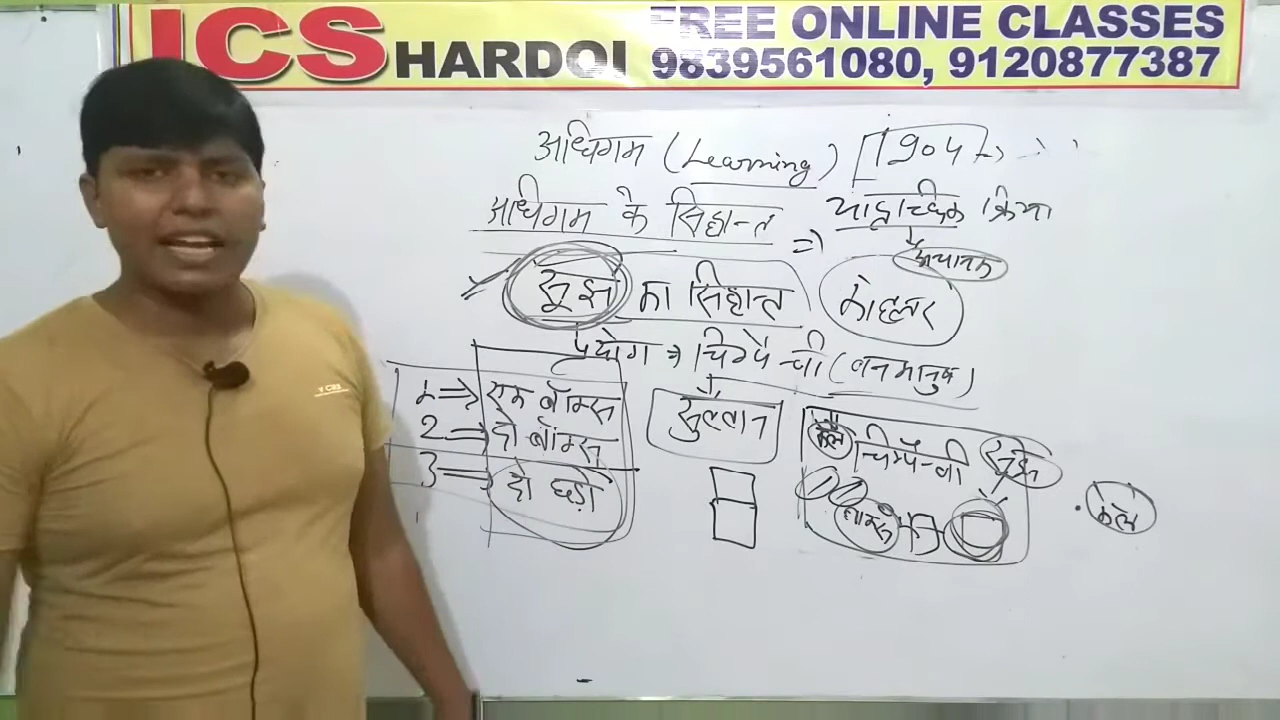 ICS HARDOI FREE ONLINE CLASSES
9839561080, 9120877387
अधिगम (Learning) 1904
अधिगम के सिद्धान्त ⇒ यादृच्छिक क्रिया
अचानक
सूझ का सिद्धान्त कोहलर
प्रयोग ⇒ चिम्पैन्जी (वनमानुष)
1 ⇒ एक बॉक्स
2 ⇒ दो बॉक्स
3 ⇒ दो छड़ी
सुल्तान
केले चिम्पैन्जी
बॉक्स
केले